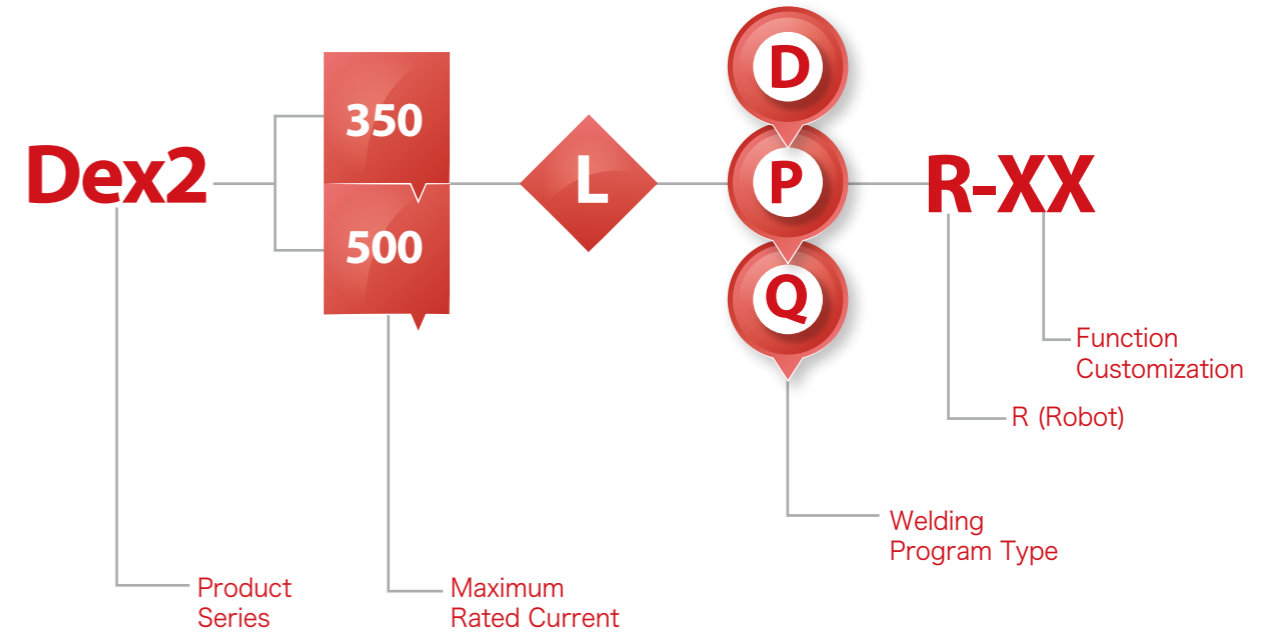 Dex2
350
500
L
D
P
Q
R-XX
Function
Customization
R (Robot)
Welding
Program Type
Product
Series
Maximum
Rated Current